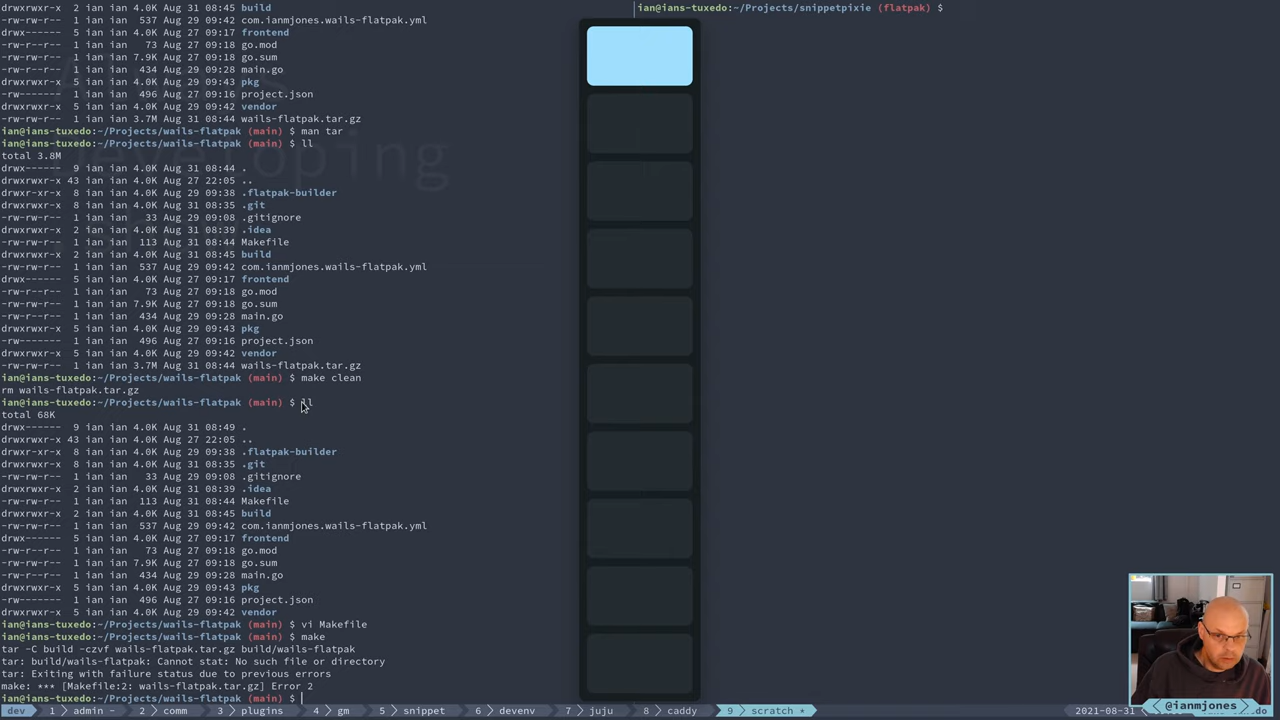 drwxrwxr-x  2 ian ian 4.0K Aug 31 08:45 build
-rw-rw-r--  1 ian ian  537 Aug 29 09:42 com.ianmjones.wails-flatpak.yml
drwx------  5 ian ian 4.0K Aug 27 09:17 frontend
-rw-rw-r--  1 ian ian   73 Aug 27 09:18 go.mod
-rw-rw-r--  1 ian ian 7.9K Aug 27 09:18 go.sum
-rw-r--r--  1 ian ian  434 Aug 29 09:28 main.go
drwxrwxr-x  5 ian ian 4.0K Aug 29 09:43 pkg
-rw-------  1 ian ian  496 Aug 27 09:16 project.json
drwxrwxr-x  5 ian ian 4.0K Aug 29 09:42 vendor
-rw-rw-r--  1 ian ian 3.7M Aug 31 08:44 wails-flatpak.tar.gz
ian@ians-tuxedo:~/Projects/wails-flatpak (main) $ man tar
ian@ians-tuxedo:~/Projects/wails-flatpak (main) $ ll
total 3.8M
drwx------  9 ian ian 4.0K Aug 31 08:44 .
drwxrwxr-x 43 ian ian 4.0K Aug 27 22:05 ..
drwxr-xr-x  8 ian ian 4.0K Aug 29 09:38 .flatpak-builder
drwxrwxr-x  8 ian ian 4.0K Aug 31 08:35 .git
-rw-rw-r--  1 ian ian   33 Aug 29 09:08 .gitignore
drwxrwxr-x  2 ian ian 4.0K Aug 31 08:39 .idea
-rw-rw-r--  1 ian ian  113 Aug 31 08:44 Makefile
drwxrwxr-x  2 ian ian 4.0K Aug 31 08:45 build
-rw-rw-r--  1 ian ian  537 Aug 29 09:42 com.ianmjones.wails-flatpak.yml
drwx------  5 ian ian 4.0K Aug 27 09:17 frontend
-rw-rw-r--  1 ian ian   73 Aug 27 09:18 go.mod
-rw-rw-r--  1 ian ian 7.9K Aug 27 09:18 go.sum
-rw-r--r--  1 ian ian  434 Aug 29 09:28 main.go
drwxrwxr-x  5 ian ian 4.0K Aug 29 09:43 pkg
-rw-------  1 ian ian  496 Aug 27 09:16 project.json
drwxrwxr-x  5 ian ian 4.0K Aug 29 09:42 vendor
-rw-rw-r--  1 ian ian 3.7M Aug 31 08:44 wails-flatpak.tar.gz
ian@ians-tuxedo:~/Projects/wails-flatpak (main) $ make clean
rm wails-flatpak.tar.gz
ian@ians-tuxedo:~/Projects/wails-flatpak (main) $ ll
total 68K
drwx------  9 ian ian 4.0K Aug 31 08:49 .
drwxrwxr-x 43 ian ian 4.0K Aug 27 22:05 ..
drwxr-xr-x  8 ian ian 4.0K Aug 29 09:38 .flatpak-builder
drwxrwxr-x  8 ian ian 4.0K Aug 31 08:35 .git
-rw-rw-r--  1 ian ian   33 Aug 29 09:08 .gitignore
drwxrwxr-x  2 ian ian 4.0K Aug 31 08:39 .idea
-rw-rw-r--  1 ian ian  113 Aug 31 08:44 Makefile
drwxrwxr-x  2 ian ian 4.0K Aug 31 08:45 build
-rw-rw-r--  1 ian ian  537 Aug 29 09:42 com.ianmjones.wails-flatpak.yml
drwx------  5 ian ian 4.0K Aug 27 09:17 frontend
-rw-rw-r--  1 ian ian   73 Aug 27 09:18 go.mod
-rw-rw-r--  1 ian ian 7.9K Aug 27 09:18 go.sum
-rw-r--r--  1 ian ian  434 Aug 29 09:28 main.go
drwxrwxr-x  5 ian ian 4.0K Aug 29 09:43 pkg
-rw-------  1 ian ian  496 Aug 27 09:16 project.json
drwxrwxr-x  5 ian ian 4.0K Aug 29 09:42 vendor
ian@ians-tuxedo:~/Projects/wails-flatpak (main) $ vi Makefile
ian@ians-tuxedo:~/Projects/wails-flatpak (main) $ make
tar -C build -czvf wails-flatpak.tar.gz build/wails-flatpak
tar: build/wails-flatpak: Cannot stat: No such file or directory
tar: Exiting with failure status due to previous errors
make: *** [Makefile:2: wails-flatpak.tar.gz] Error 2
ian@ians-tuxedo:~/Projects/wails-flatpak (main) $
ian@ians-tuxedo:~/Projects/snippetpixie (flatpak) $
Developing
dev 1 admin - 2 comm 3 plugins 4 gm 5 snippet 6 devenv 7 juju 8 caddy 9 scratch * 2021-08-31
<@ianmjones>